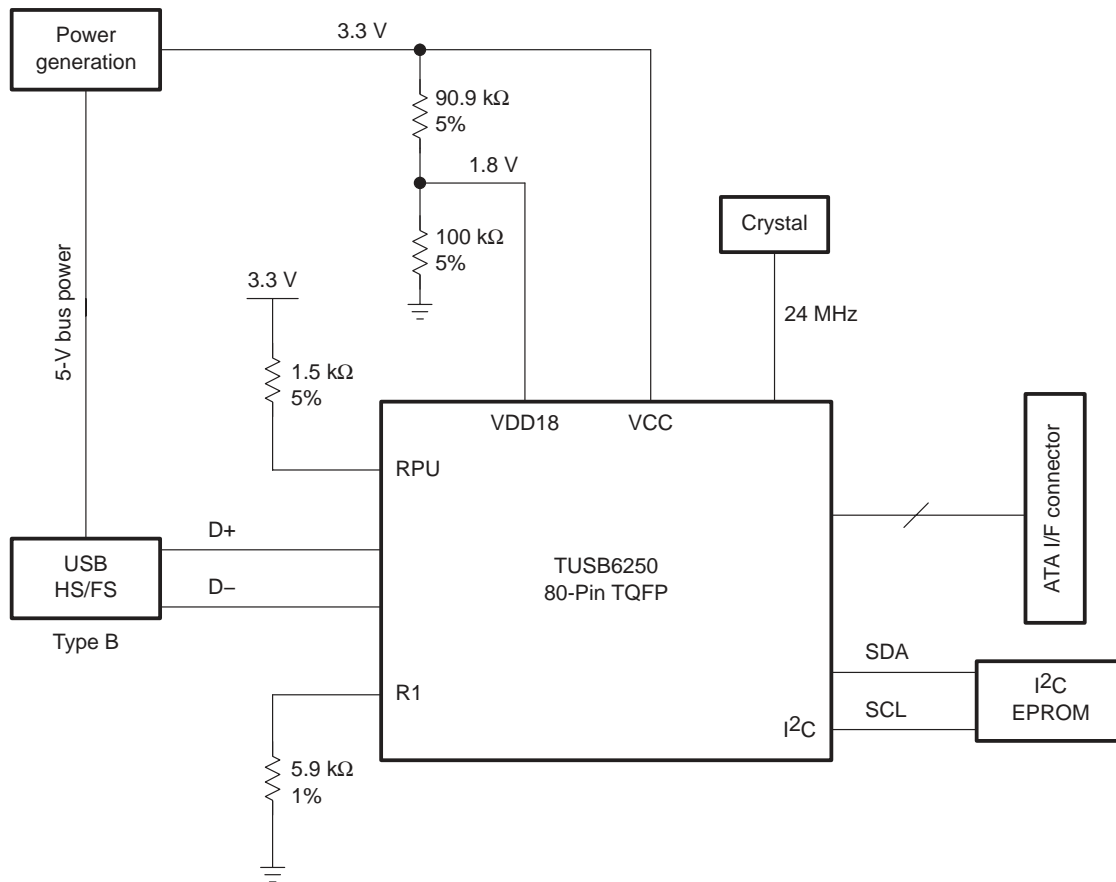 Power
generation
3.3 V
90.9 kΩ
5%
1.8 V
100 kΩ
5%
Crystal
24 MHz
5-V bus power
3.3 V
1.5 kΩ
5%
VDD18
VCC
RPU
ATA I/F connector
USB
HS/FS
Type B
D+
D−
TUSB6250
80-Pin TQFP
R1
5.9 kΩ
1%
I²C
SDA
SCL
I²C
EPROM